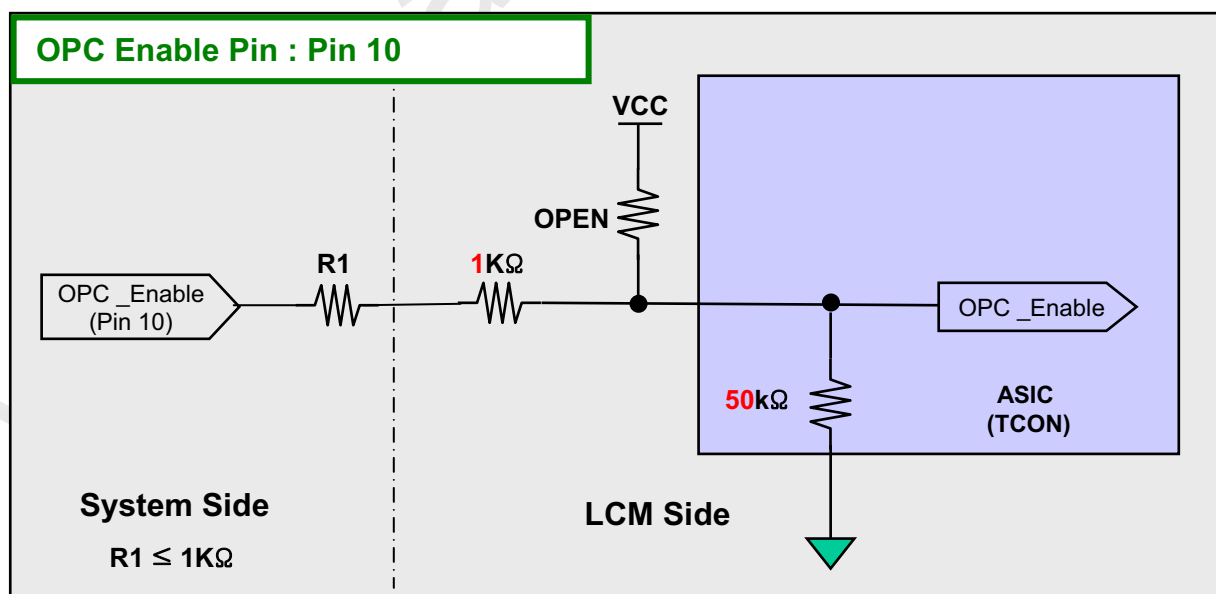 OPC Enable Pin : Pin 10
VCC
OPEN
R1
1KΩ
OPC _Enable
(Pin 10)
OPC _Enable
50kΩ
ASIC
(TCON)
System Side
LCM Side
R1 ≤ 1KΩ